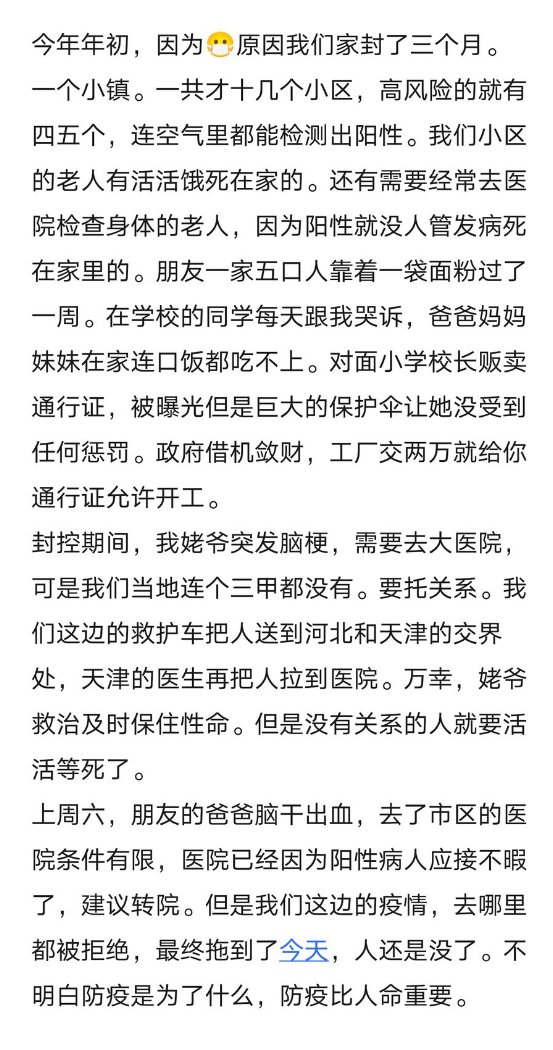 今年年初，因为😷原因我们家封了三个月。
一个小镇。一共才十几个小区，高风险的就有
四五个，连空气里都能检测出阳性。我们小区
的老人有活活饿死在家的。还有需要经常去医
院检查身体的老人，因为阳性就没人管发病死
在家里的。朋友一家五口人靠着一袋面粉过了
一周。在学校的同学每天跟我哭诉，爸爸妈妈
妹妹在家连口饭都吃不上。对面小学校长贩卖
通行证，被曝光但是巨大的保护伞让她没受到
任何惩罚。政府借机敛财，工厂交两万就给你
通行证允许开工。
封控期间，我姥爷突发脑梗，需要去大医院，
可是我们当地连个三甲都没有。要托关系。我
们这边的救护车把人送到河北和天津的交界
处，天津的医生再把人拉到医院。万幸，姥爷
救治及时保住性命。但是没有关系的人就要活
活等死了。
上周六，朋友的爸爸脑干出血，去了市区的医
院条件有限，医院已经因为阳性病人应接不暇
了，建议转院。但是我们这边的疫情，去哪里
都被拒绝，最终拖到了今天，人还是没了。不
明白防疫是为了什么，防疫比人命重要。